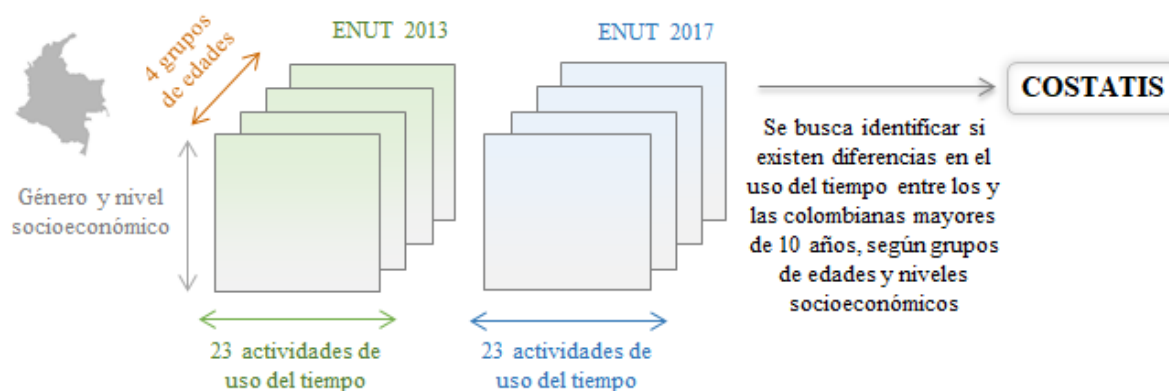 ENUT 2013
ENUT 2017
4 grupos
de edades
COSTATIS
Género y nivel
socioeconómico
Se busca identificar si
existen diferencias en el
uso del tiempo entre los y
las colombianas mayores
de 10 años, según grupos
de edades y niveles
socioeconómicos
23 actividades de
uso del tiempo
23 actividades de
uso del tiempo